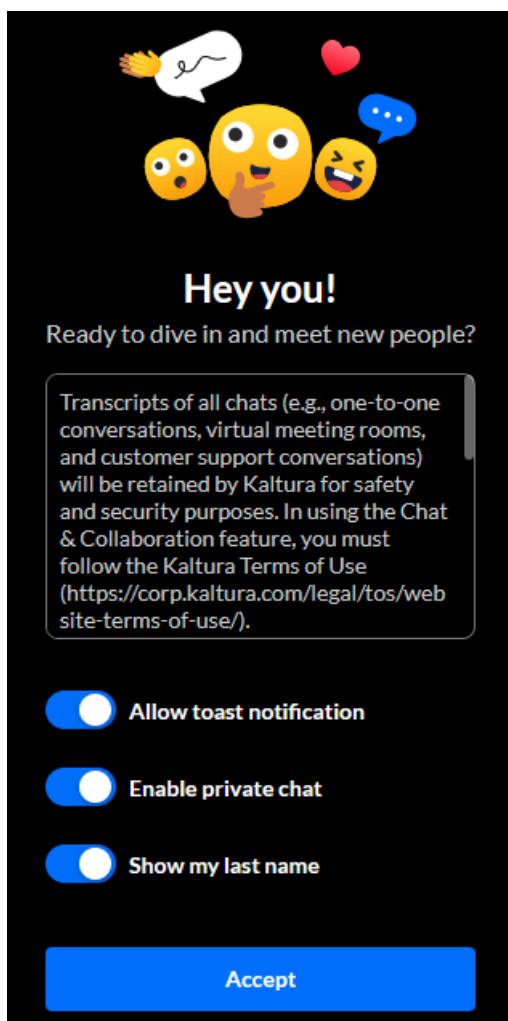 Hey you!
Ready to dive in and meet new people?
Transcripts of all chats (e.g., one-to-one
conversations, virtual meeting rooms,
and customer support conversations)
will be retained by Kaltura for safety
and security purposes. In using the Chat
& Collaboration feature, you must
follow the Kaltura Terms of Use
(https://corp.kaltura.com/legal/tos/web
site-terms-of-use/).
Allow toast notification
Enable private chat
Show my last name
Accept